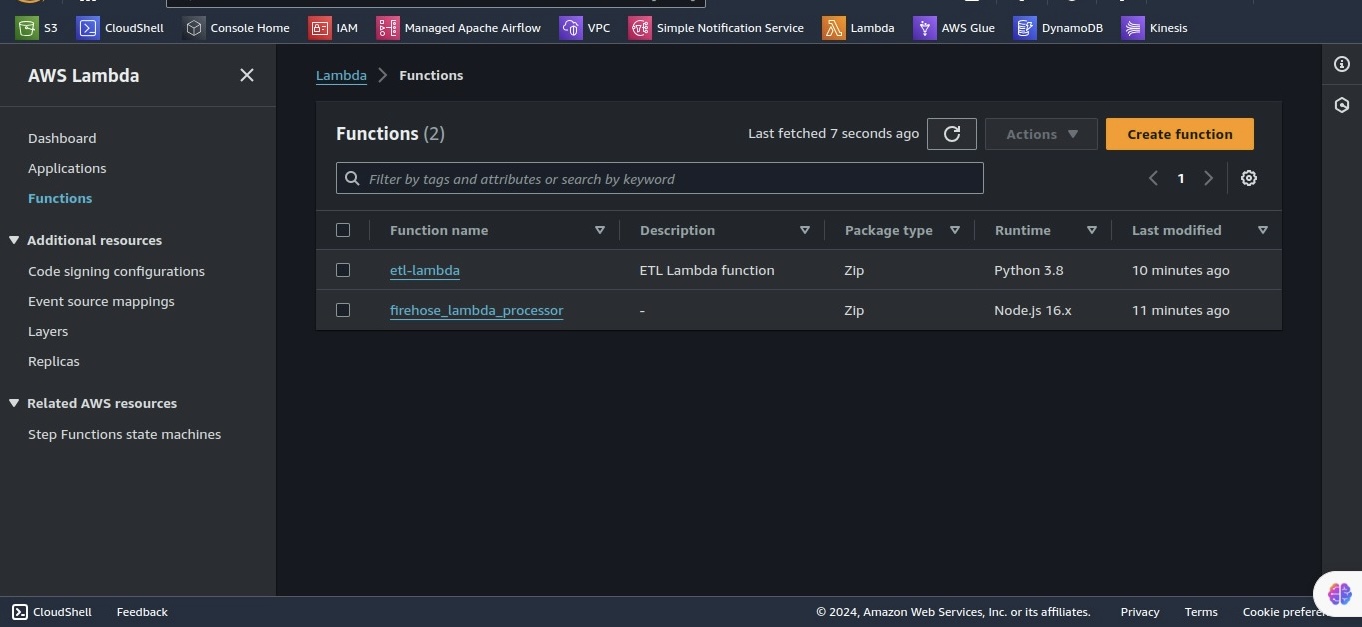 S3 CloudShell Console Home IAM Managed Apache Airflow VPC Simple Notification Service Lambda AWS Glue DynamoDB Kinesis
AWS Lambda
Dashboard
Applications
Functions
Additional resources
Code signing configurations
Event source mappings
Layers
Replicas
Related AWS resources
Step Functions state machines
Lambda Functions
Functions (2)
Last fetched 7 seconds ago Actions Create function
Filter by tags and attributes or search by keyword
1
Function name Description Package type Runtime Last modified
etl-lambda ETL Lambda function Zip Python 3.8 10 minutes ago
firehose_lambda_processor - Zip Node.js 16.x 11 minutes ago
CloudShell Feedback © 2024, Amazon Web Services, Inc. or its affiliates. Privacy Terms Cookie prefere